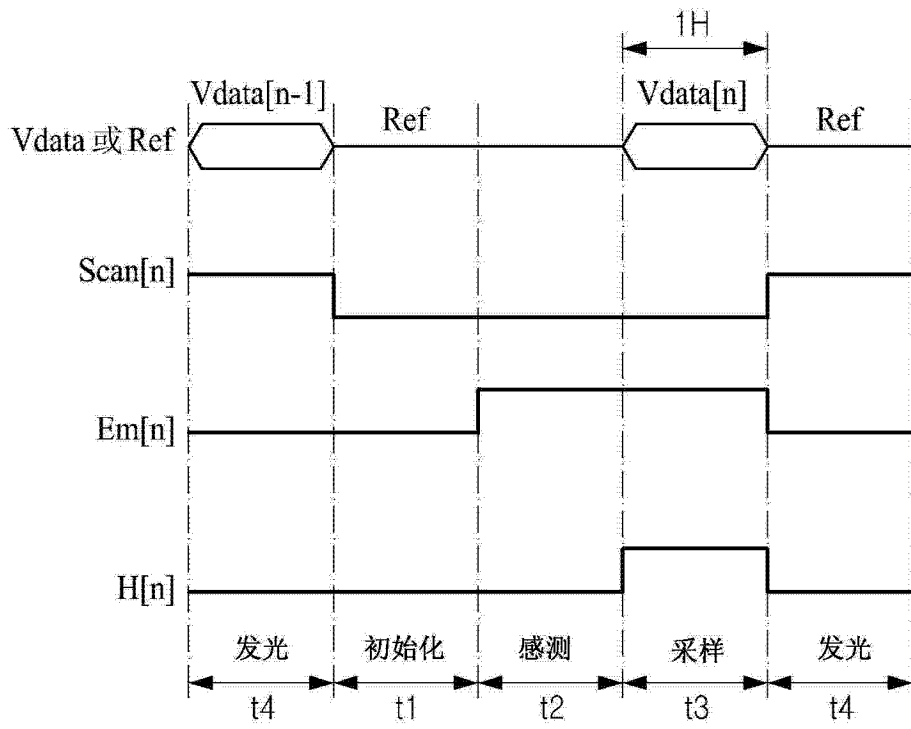 1H
Vdata[n-1]
Vdata[n]
Ref
Ref
Vdata 或 Ref
Scan[n]
Em[n]
H[n]
发光
初始化
感测
采样
发光
t4
t1
t2
t3
t4